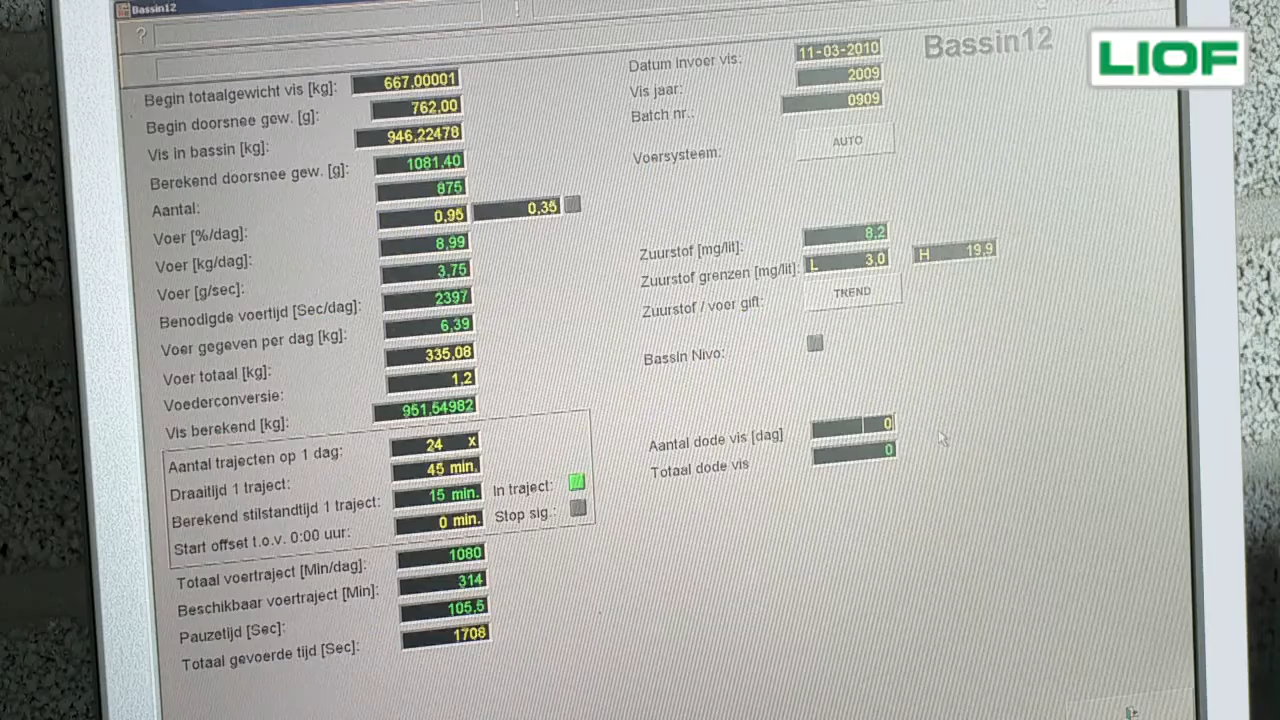 Bassin12
?
Bassin12
LIOF
Begin totaalgewicht vis [kg]: 667.00001
Begin doorsnee gew. [g]: 762,00
Vis in bassin [kg]: 946,22478
Berekend doorsnee gew. [g]: 1081,40
Aantal: 875
Voer [%/dag]: 0,95 0,35
Voer [kg/dag]: 8,99
Voer [g/sec]: 3,75
Benodigde voertijd [Sec/dag]: 2397
Voer gegeven per dag [kg]: 6,39
Voer totaal [kg]: 335,08
Voederconversie: 1,2
Vis berekend [kg]: 951,54982
Aantal trajecten op 1 dag: 24 x
Draaitijd 1 traject: 45 min.
Berekend stilstandtijd 1 traject: 15 min.
Start offset t.o.v. 0:00 uur: 0 min.
In traject:
Stop sig.:
Totaal voertraject [Min/dag]: 1080
Beschikbaar voertraject [Min]: 314
Pauzetijd [Sec]: 105,5
Totaal gevoerde tijd [Sec]: 1708
Datum invoer vis: 11-03-2010
Vis jaar: 2009
Batch nr.. 0909
Voersysteem: AUTO
Zuurstof [mg/lit]: 8,2
Zuurstof grenzen [mg/lit]: L 3,0 H 19,9
Zuurstof / voer gift: TREND
Bassin Nivo:
Aantal dode vis [dag] 0
Totaal dode vis 0